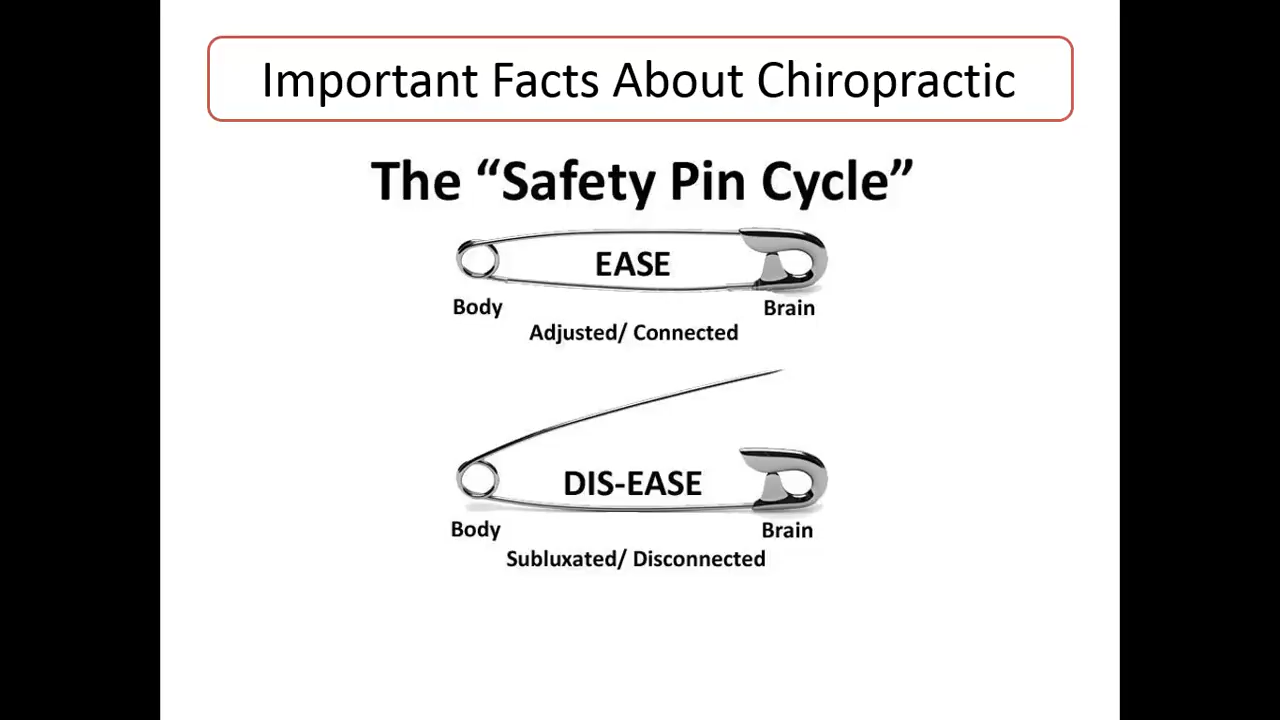 Important Facts About Chiropractic
The “Safety Pin Cycle”
EASE
Body
Brain
Adjusted/ Connected
DIS-EASE
Body
Brain
Subluxated/ Disconnected